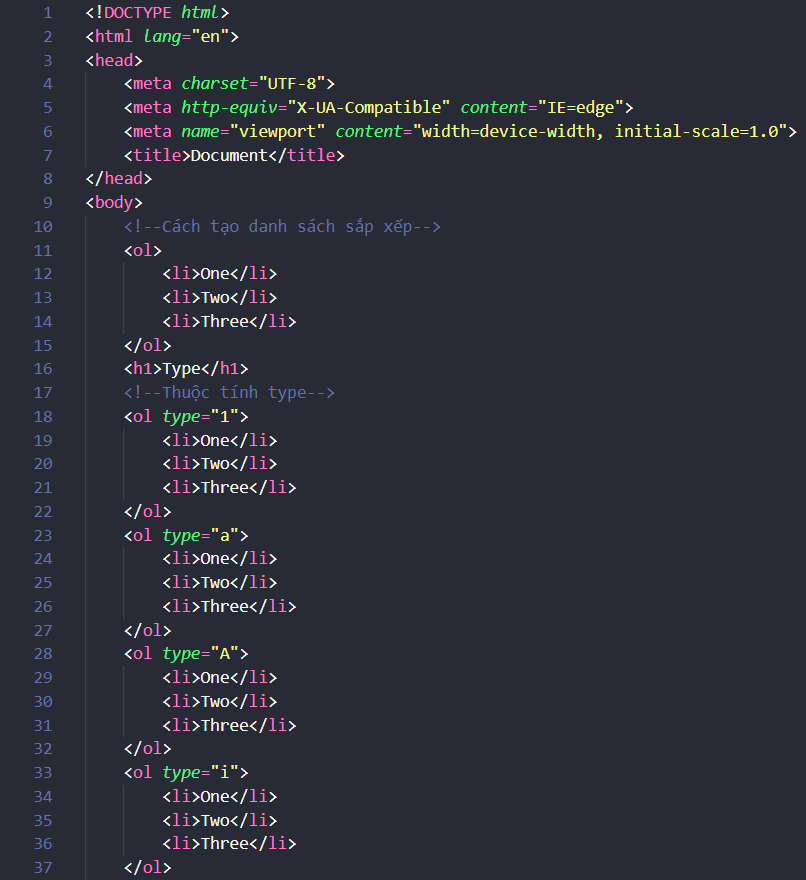 1 <!DOCTYPE html>
2 <html lang="en">
3 <head>
4     <meta charset="UTF-8">
5     <meta http-equiv="X-UA-Compatible" content="IE=edge">
6     <meta name="viewport" content="width=device-width, initial-scale=1.0">
7     <title>Document</title>
8 </head>
9 <body>
10     <!--Cách tạo danh sách sắp xếp-->
11     <ol>
12         <li>One</li>
13         <li>Two</li>
14         <li>Three</li>
15     </ol>
16     <h1>Type</h1>
17     <!--Thuộc tính type-->
18     <ol type="1">
19         <li>One</li>
20         <li>Two</li>
21         <li>Three</li>
22     </ol>
23     <ol type="a">
24         <li>One</li>
25         <li>Two</li>
26         <li>Three</li>
27     </ol>
28     <ol type="A">
29         <li>One</li>
30         <li>Two</li>
31         <li>Three</li>
32     </ol>
33     <ol type="i">
34         <li>One</li>
35         <li>Two</li>
36         <li>Three</li>
37     </ol>